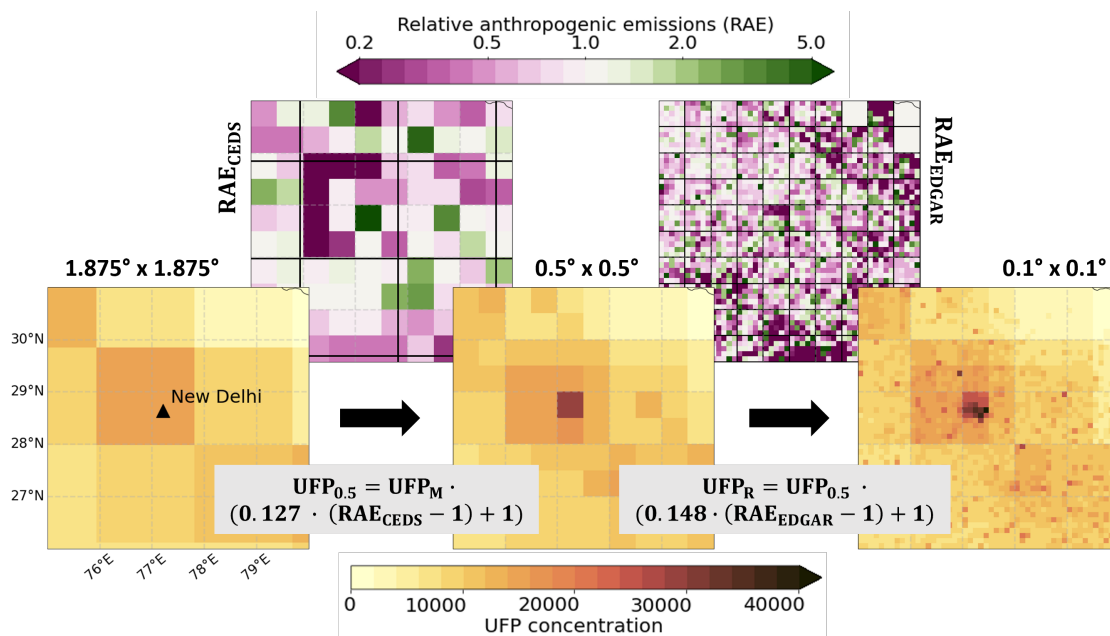 Relative anthropogenic emissions (RAE)
0.2 0.5 1.0 2.0 5.0
RAE_CEDS
RAE_EDGAR
1.875° x 1.875°
0.5° x 0.5°
0.1° x 0.1°
30°N
29°N
28°N
27°N
New Delhi
76°E 77°E 78°E 79°E
UFP_0.5 = UFP_M ·
(0.127 · (RAE_CEDS − 1) + 1)
UFP_R = UFP_0.5 ·
(0.148 · (RAE_EDGAR − 1) + 1)
0 10000 20000 30000 40000
UFP concentration